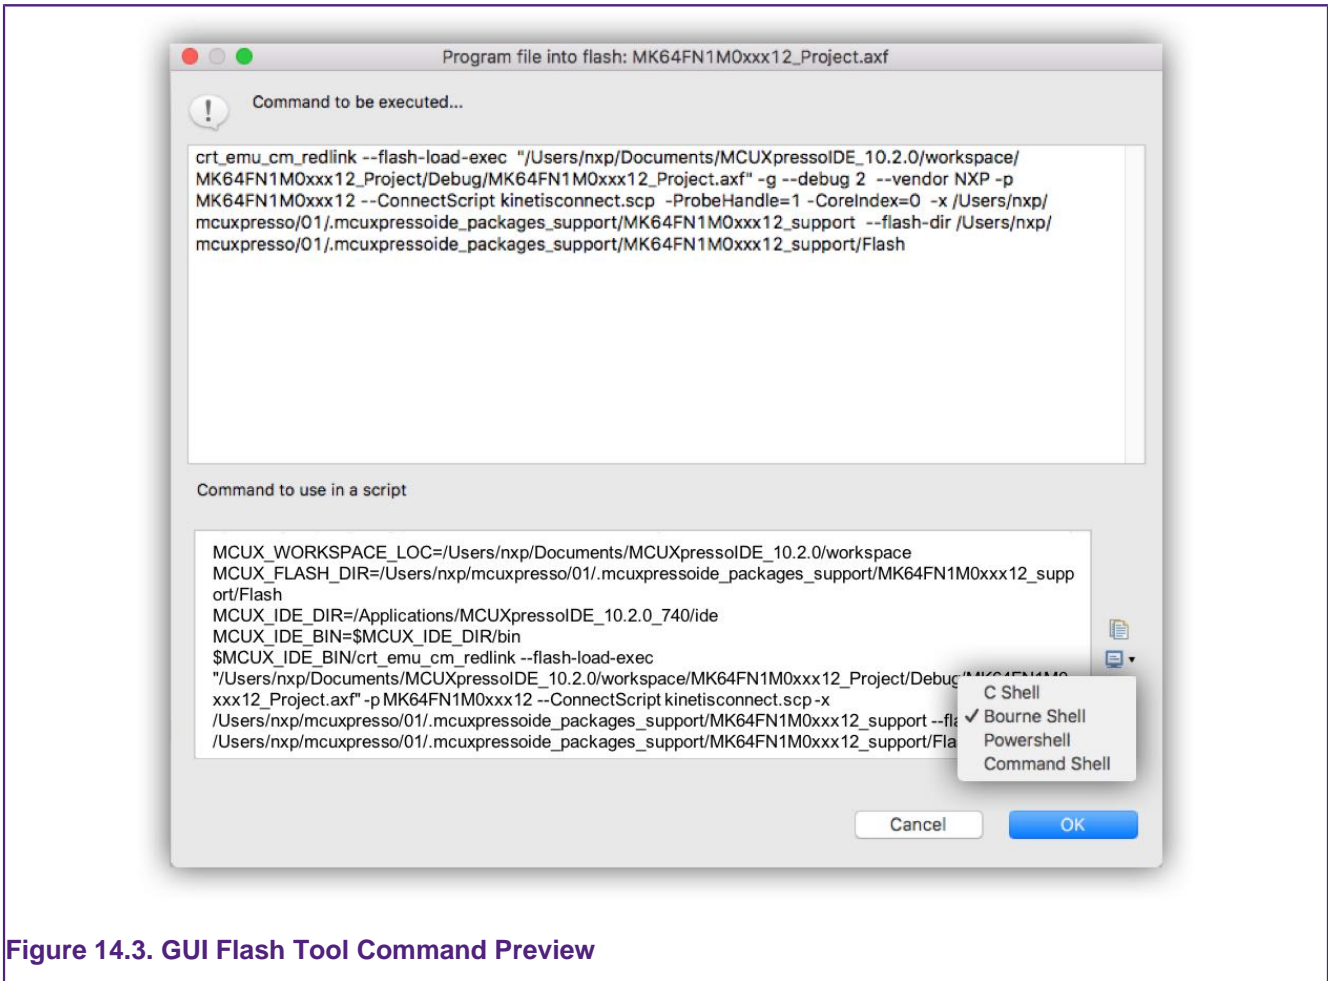 Program file into flash: MK64FN1M0xxx12_Project.axf
Command to be executed...
crt_emu_cm_redlink --flash-load-exec "/Users/nxp/Documents/MCUXpressoIDE_10.2.0/workspace/
MK64FN1M0xxx12_Project/Debug/MK64FN1M0xxx12_Project.axf" -g --debug 2 --vendor NXP -p
MK64FN1M0xxx12 --ConnectScript kinetisconnect.scp -ProbeHandle=1 -CoreIndex=0 -x /Users/nxp/
mcuxpresso/01/.mcuxpressoide_packages_support/MK64FN1M0xxx12_support --flash-dir /Users/nxp/
mcuxpresso/01/.mcuxpressoide_packages_support/MK64FN1M0xxx12_support/Flash
Command to use in a script
MCUX_WORKSPACE_LOC=/Users/nxp/Documents/MCUXpressoIDE_10.2.0/workspace
MCUX_FLASH_DIR=/Users/nxp/mcuxpresso/01/.mcuxpressoide_packages_support/MK64FN1M0xxx12_supp
ort/Flash
MCUX_IDE_DIR=/Applications/MCUXpressoIDE_10.2.0_740/ide
MCUX_IDE_BIN=$MCUX_IDE_DIR/bin
$MCUX_IDE_BIN/crt_emu_cm_redlink --flash-load-exec
"/Users/nxp/Documents/MCUXpressoIDE_10.2.0/workspace/MK64FN1M0xxx12_Project/Debug/MK64FN1M0
xxx12_Project.axf" -p MK64FN1M0xxx12 --ConnectScript kinetisconnect.scp -x
/Users/nxp/mcuxpresso/01/.mcuxpressoide_packages_support/MK64FN1M0xxx12_support --fla
/Users/nxp/mcuxpresso/01/.mcuxpressoide_packages_support/MK64FN1M0xxx12_support/Fla
C Shell
✓ Bourne Shell
Powershell
Command Shell
Cancel
OK
Figure 14.3. GUI Flash Tool Command Preview